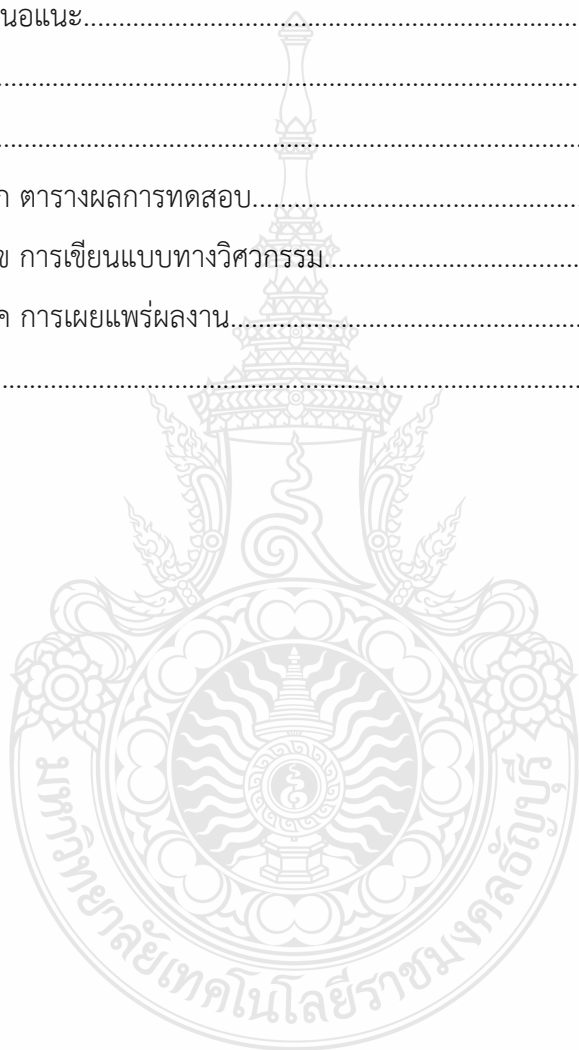 นอแนะ................................................................................
................................................................................
................................................................................
ก ตารางผลการทดสอบ......................................................
ข การเขียนแบบทางวิศวกรรม..........................................
ค การเผยแพร่ผลงาน..........................................................
................................................................................
มหาวิทยาลัยเทคโนโลยีราชมงคลธัญบุรี